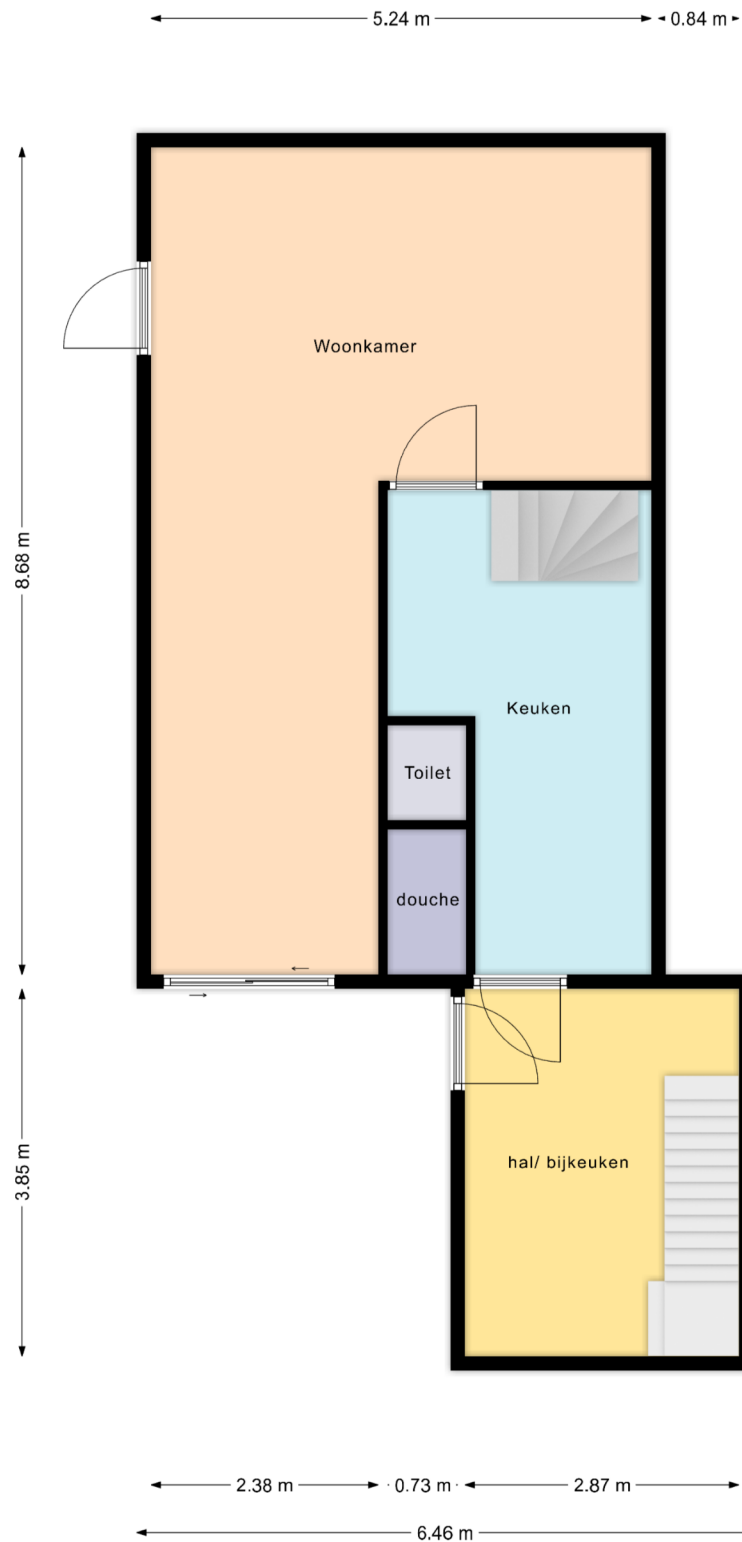 5.24 m
0.84 m
Woonkamer
8.68 m
Keuken
Toilet
douche
3.85 m
hal/ bijkeuken
2.38 m
0.73 m
2.87 m
6.46 m